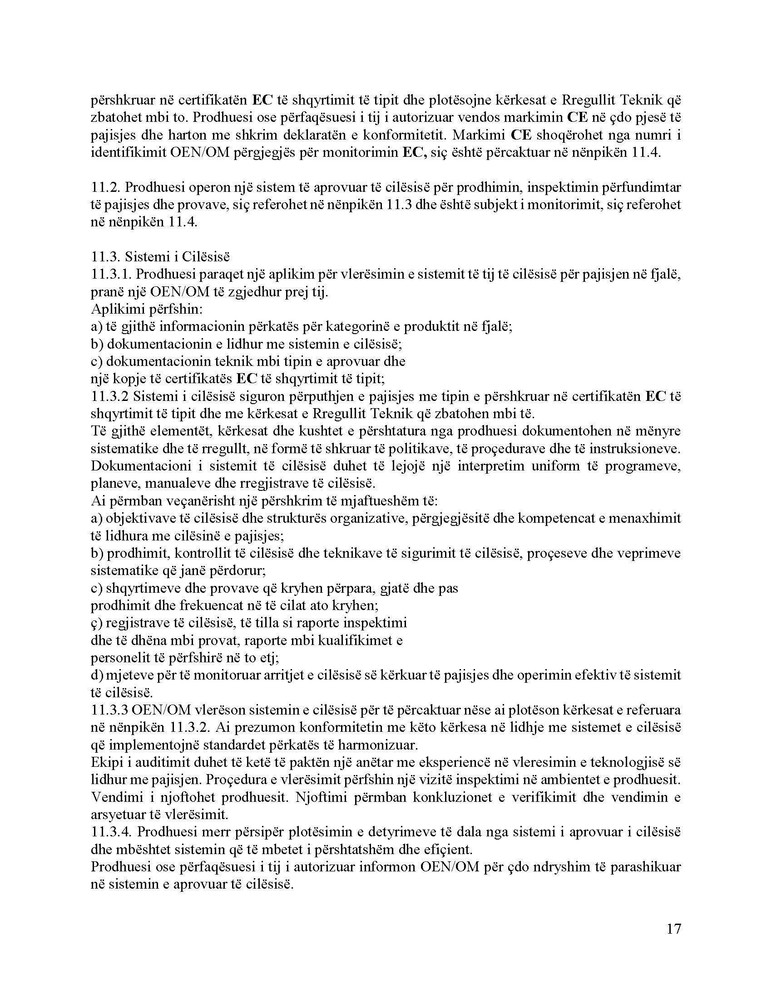 përshkruar në certifikatën EC të shqyrtimit të tipit dhe plotësojne kërkesat e Rregullit Teknik që
zbatohet mbi to. Prodhuesi ose përfaqësuesi i tij i autorizuar vendos markimin CE në çdo pjesë të
pajisjes dhe harton me shkrim deklaratën e konformitetit. Markimi CE shoqërohet nga numri i
identifikimit OEN/OM përgjegjës për monitorimin EC, siç është përcaktuar në nënpikën 11.4.
11.2. Prodhuesi operon një sistem të aprovuar të cilësisë për prodhimin, inspektimin përfundimtar
të pajisjes dhe provave, siç referohet në nënpikën 11.3 dhe është subjekt i monitorimit, siç referohet
në nënpikën 11.4.
11.3. Sistemi i Cilësisë
11.3.1. Prodhuesi paraqet një aplikim për vlerësimin e sistemit të tij të cilësisë për pajisjen në fjalë,
pranë një OEN/OM të zgjedhur prej tij.
Aplikimi përfshin:
a) të gjithë informacionin përkatës për kategorinë e produktit në fjalë;
b) dokumentacionin e lidhur me sistemin e cilësisë;
c) dokumentacionin teknik mbi tipin e aprovuar dhe
një kopje të certifikatës EC të shqyrtimit të tipit;
11.3.2 Sistemi i cilësisë siguron përputhjen e pajisjes me tipin e përshkruar në certifikatën EC të
shqyrtimit të tipit dhe me kërkesat e Rregullit Teknik që zbatohen mbi të.
Të gjithë elementët, kërkesat dhe kushtet e përshtatura nga prodhuesi dokumentohen në mënyre
sistematike dhe të rregullt, në formë të shkruar të politikave, të proçedurave dhe të instruksioneve.
Dokumentacioni i sistemit të cilësisë duhet të lejojë një interpretim uniform të programeve,
planeve, manualeve dhe rregjistrave të cilësisë.
Ai përmban veçanërisht një përshkrim të mjaftueshëm të:
a) objektivave të cilësisë dhe strukturës organizative, përgjegjësitë dhe kompetencat e menaxhimit
të lidhura me cilësinë e pajisjes;
b) prodhimit, kontrollit të cilësisë dhe teknikave të sigurimit të cilësisë, proçeseve dhe veprimeve
sistematike që janë përdorur;
c) shqyrtimeve dhe provave që kryhen përpara, gjatë dhe pas
prodhimit dhe frekuencat në të cilat ato kryhen;
ç) regjistrave të cilësisë, të tilla si raporte inspektimi
dhe të dhëna mbi provat, raporte mbi kualifikimet e
personelit të përfshirë në to etj;
d) mjeteve për të monitoruar arritjet e cilësisë së kërkuar të pajisjes dhe operimin efektiv të sistemit
të cilësisë.
11.3.3 OEN/OM vlerëson sistemin e cilësisë për të përcaktuar nëse ai plotëson kërkesat e referuara
në nënpikën 11.3.2. Ai prezumon konformitetin me këto kërkesa në lidhje me sistemet e cilësisë
që implementojnë standardet përkatës të harmonizuar.
Ekipi i auditimit duhet të ketë të paktën një anëtar me eksperiencë në vleresimin e teknologjisë së
lidhur me pajisjen. Proçedura e vlerësimit përfshin një vizitë inspektimi në ambientet e prodhuesit.
Vendimi i njoftohet prodhuesit. Njoftimi përmban konkluzionet e verifikimit dhe vendimin e
arsyetuar të vlerësimit.
11.3.4. Prodhuesi merr përsipër plotësimin e detyrimeve të dala nga sistemi i aprovuar i cilësisë
dhe mbështet sistemin që të mbetet i përshtatshëm dhe efiçient.
Prodhuesi ose përfaqësuesi i tij i autorizuar informon OEN/OM për çdo ndryshim të parashikuar
në sistemin e aprovuar të cilësisë.
17